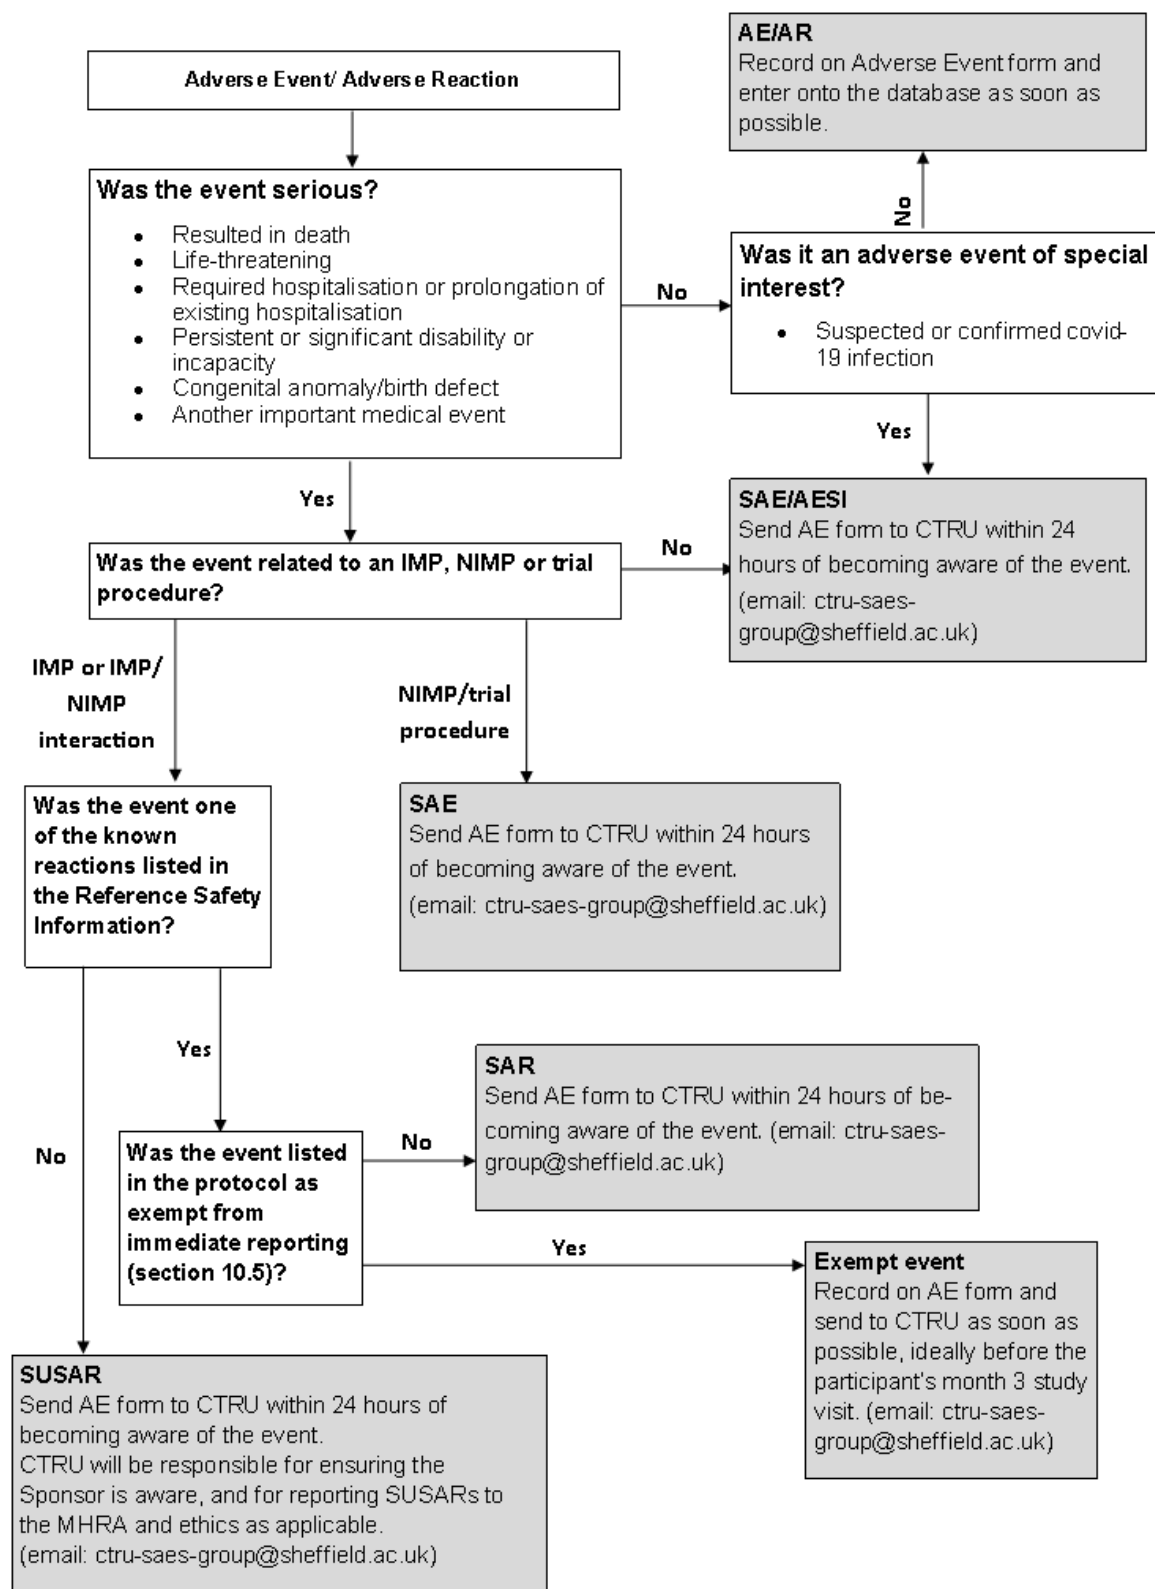 Adverse Event/ Adverse Reaction
AE/AR
Record on Adverse Event form and
enter onto the database as soon as
possible.
Was the event serious?
• Resulted in death
• Life-threatening
• Required hospitalisation or prolongation of
existing hospitalisation
• Persistent or significant disability or
incapacity
• Congenital anomaly/birth defect
• Another important medical event
No
No
Was it an adverse event of special
interest?
• Suspected or confirmed covid-
19 infection
Yes
Yes
SAE/AESI
Send AE form to CTRU within 24
hours of becoming aware of the event.
(email: ctru-saes-
group@sheffield.ac.uk)
Was the event related to an IMP, NIMP or trial
procedure?
No
IMP or IMP/
NIMP
interaction
NIMP/trial
procedure
Was the event one
of the known
reactions listed in
the Reference Safety
Information?
SAE
Send AE form to CTRU within 24 hours
of becoming aware of the event.
(email: ctru-saes-group@sheffield.ac.uk)
Yes
No
SAR
Send AE form to CTRU within 24 hours of be-
coming aware of the event. (email: ctru-saes-
group@sheffield.ac.uk)
Was the event listed
in the protocol as
exempt from
immediate reporting
(section 10.5)?
No
Yes
Exempt event
Record on AE form and
send to CTRU as soon as
possible, ideally before the
participant's month 3 study
visit. (email: ctru-saes-
group@sheffield.ac.uk)
SUSAR
Send AE form to CTRU within 24 hours of
becoming aware of the event.
CTRU will be responsible for ensuring the
Sponsor is aware, and for reporting SUSARs to
the MHRA and ethics as applicable.
(email: ctru-saes-group@sheffield.ac.uk)